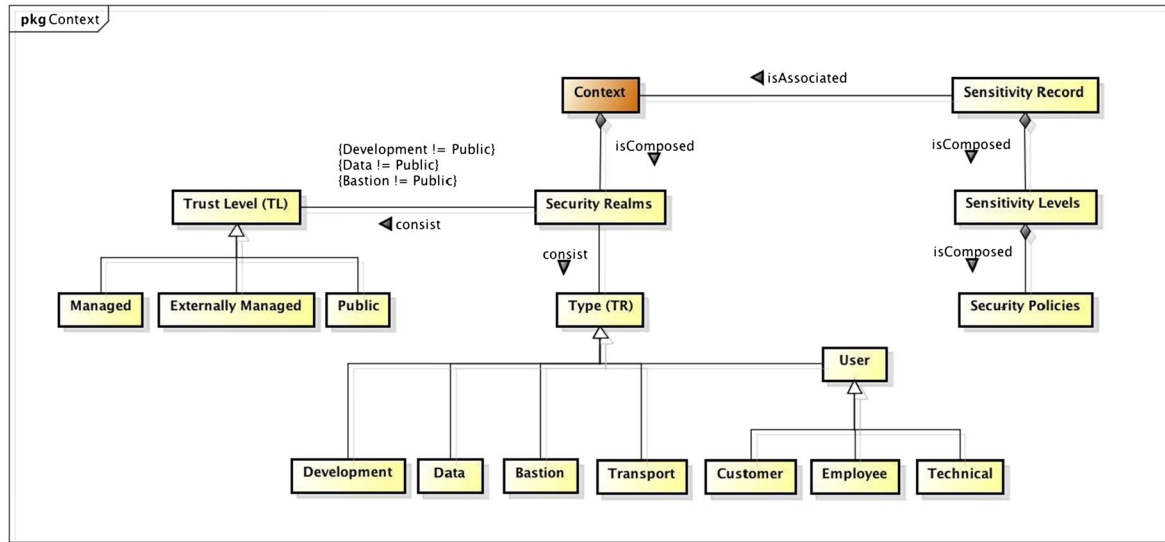 pkg Context
isAssociated
Context
Sensitivity Record
isComposed
isComposed
{Development != Public}
{Data != Public}
{Bastion != Public}
Trust Level (TL)
Security Realms
Sensitivity Levels
consist
consist
isComposed
Managed
Externally Managed
Public
Type (TR)
Security Policies
User
Development
Data
Bastion
Transport
Customer
Employee
Technical